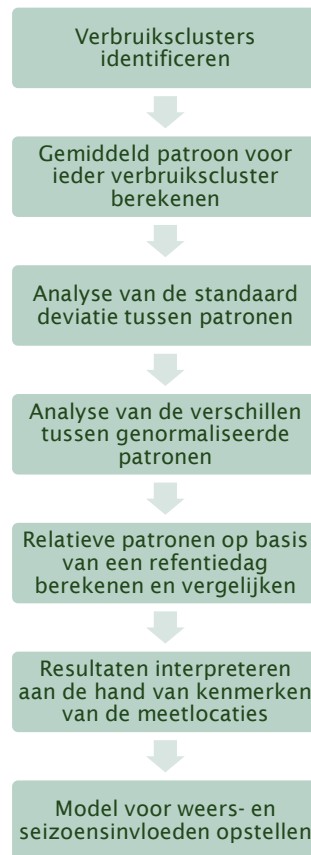 Verbruiksclusters
identificeren
Gemiddeld patroon voor
ieder verbruikscluster
berekenen
Analyse van de standaard
deviatie tussen patronen
Analyse van de verschillen
tussen genormaliseerde
patronen
Relatieve patronen op basis
van een refentiedag
berekenen en vergelijken
Resultaten interpreteren
aan de hand van kenmerken
van de meetlocaties
Model voor weers- en
seizoensinvloeden opstellen